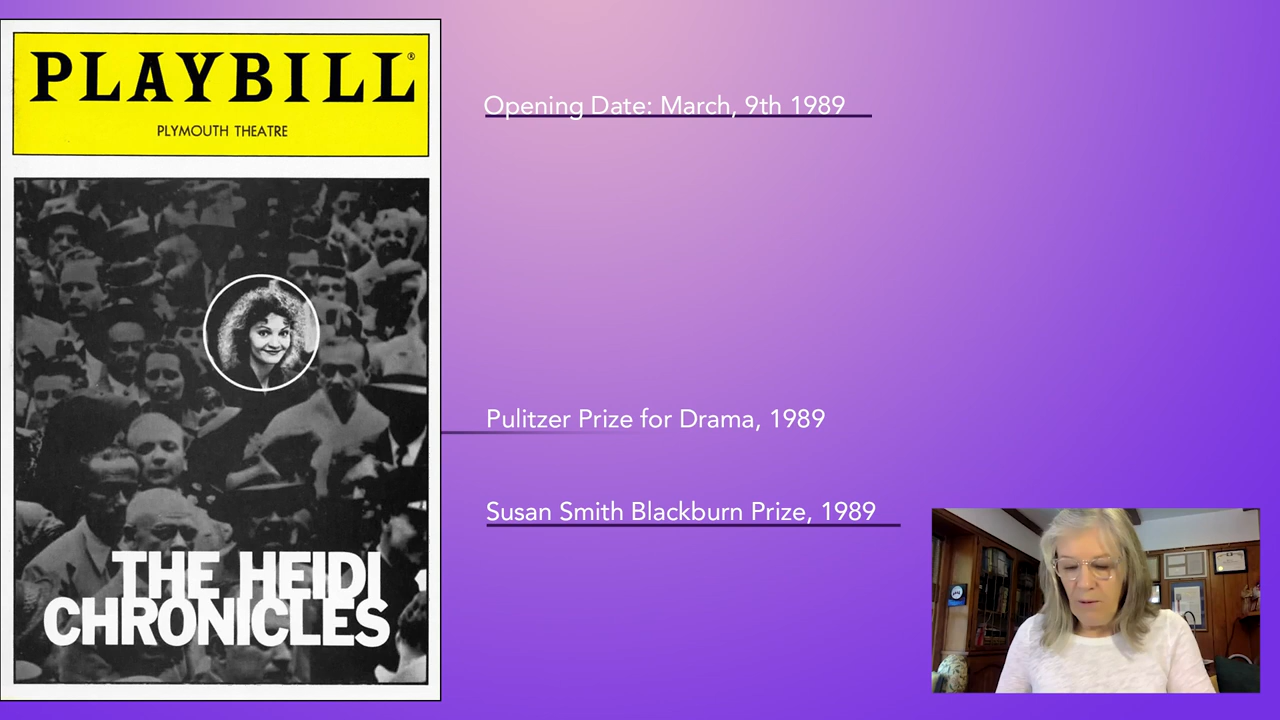 PLAYBILL®
PLYMOUTH THEATRE
THE HEIDI
CHRONICLES
Opening Date: March, 9th 1989
Pulitzer Prize for Drama, 1989
Susan Smith Blackburn Prize, 1989